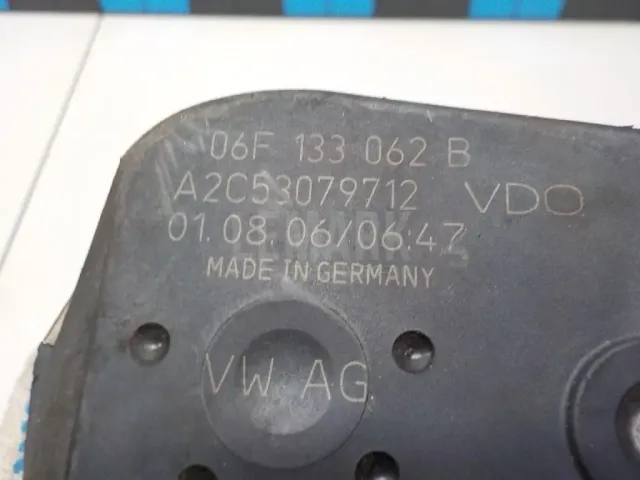 06F 133 062 B
A2C53079712 VDO
01.08.06/06:47
MADE IN GERMANY
VW AG